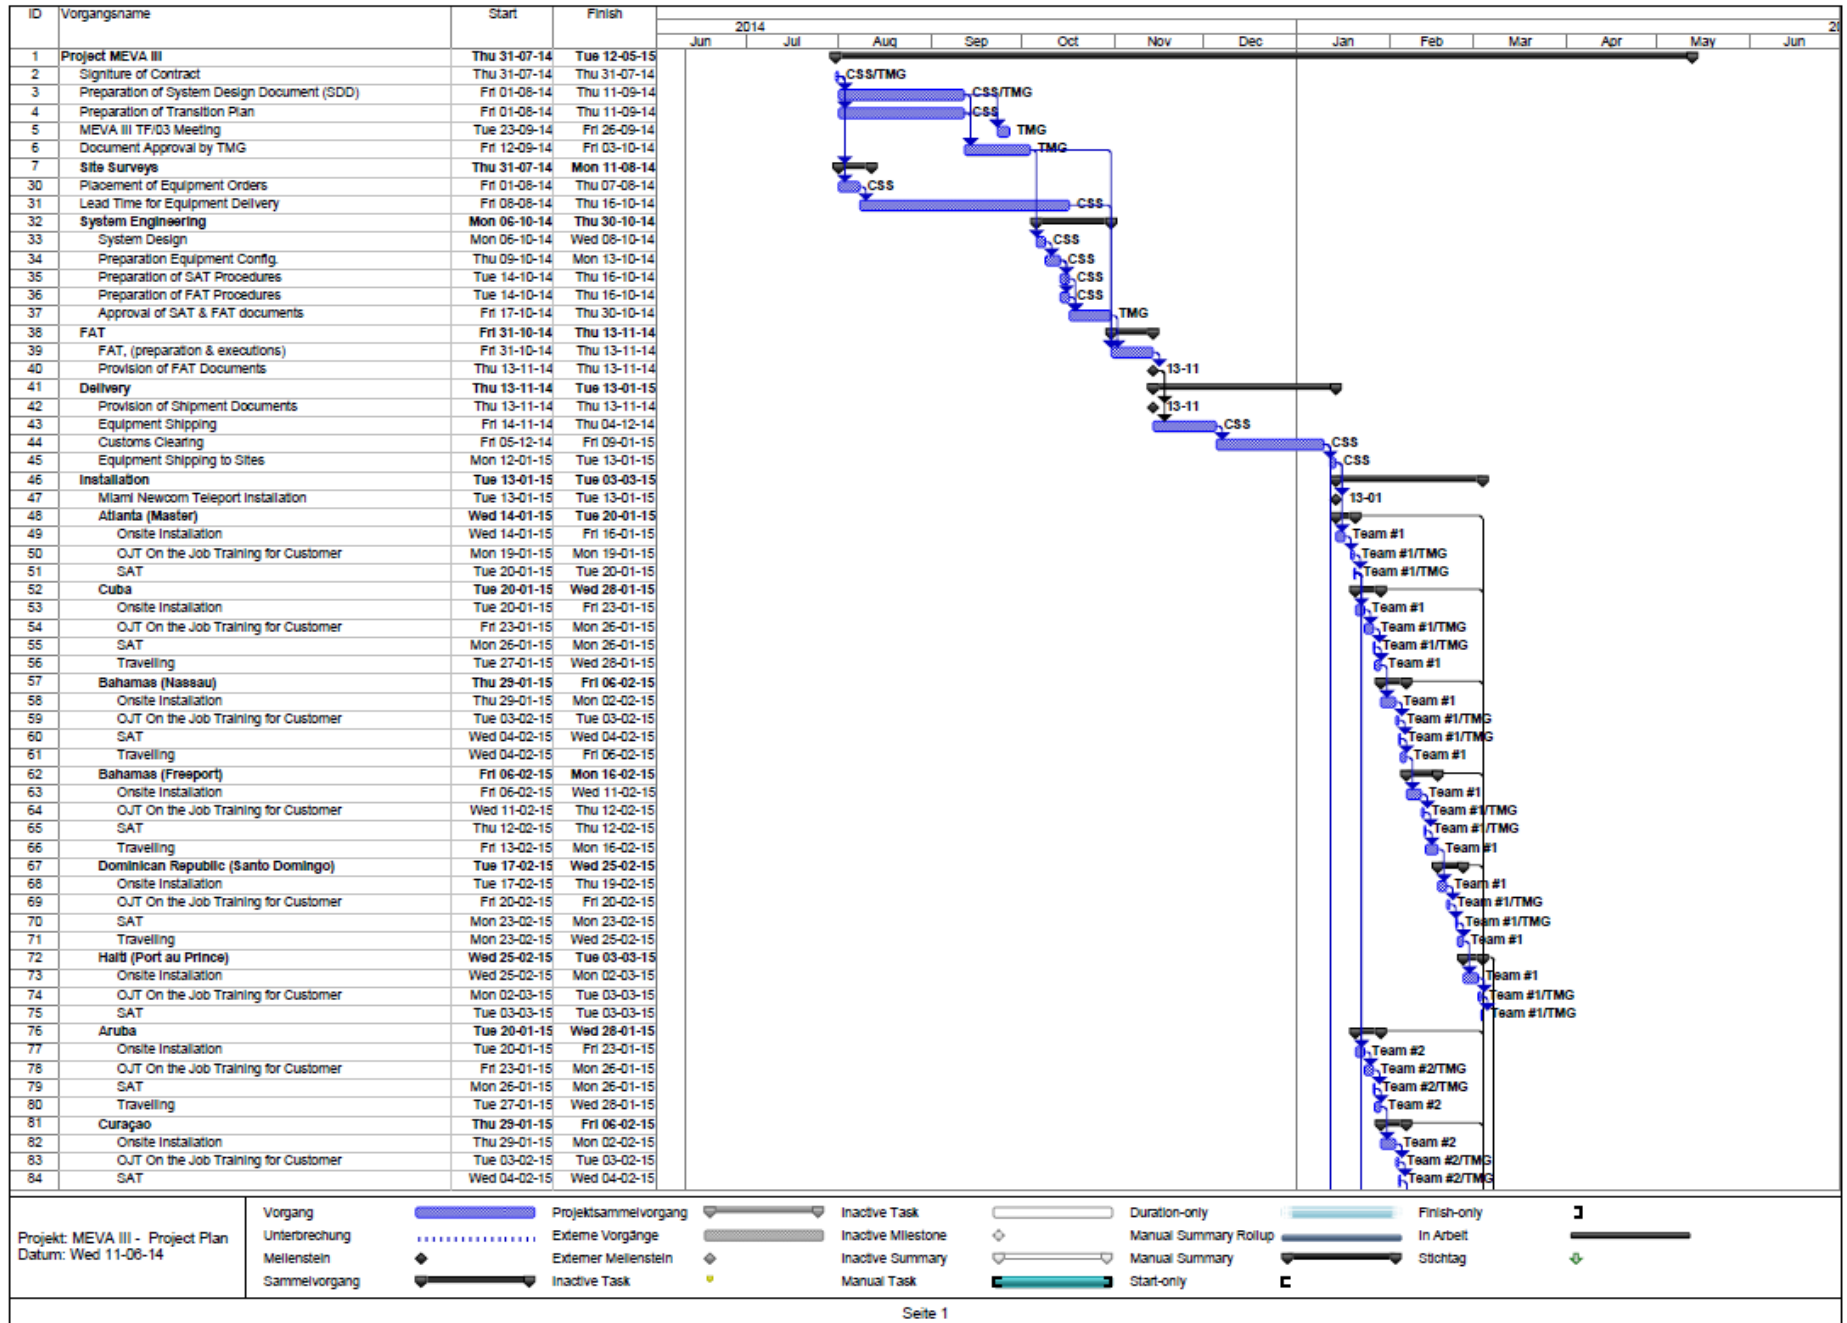 ID Vorgangsname Start Finish
2014 2
Jun Jul Aug Sep Oct Nov Dec Jan Feb Mar Apr May Jun
1 Project MEVA III Thu 31-07-14 Tue 12-05-15
2 Signiture of Contract Thu 31-07-14 Thu 31-07-14 CSS/TMG
3 Preparation of System Design Document (SDD) Fri 01-08-14 Thu 11-09-14 CSS/TMG
4 Preparation of Transition Plan Fri 01-08-14 Thu 11-09-14 CSS
5 MEVA III TF/03 Meeting Tue 23-09-14 Fri 26-09-14 TMG
6 Document Approval by TMG Fri 12-09-14 Fri 03-10-14 TMG
7 Site Surveys Thu 31-07-14 Mon 11-08-14
30 Placement of Equipment Orders Fri 01-08-14 Thu 07-08-14 CSS
31 Lead Time for Equipment Delivery Fri 08-08-14 Thu 16-10-14 CSS
32 System Engineering Mon 06-10-14 Thu 30-10-14
33 System Design Mon 06-10-14 Wed 08-10-14 CSS
34 Preparation Equipment Config. Thu 09-10-14 Mon 13-10-14 CSS
35 Preparation of SAT Procedures Tue 14-10-14 Thu 16-10-14 CSS
36 Preparation of FAT Procedures Tue 14-10-14 Thu 16-10-14 CSS
37 Approval of SAT & FAT documents Fri 17-10-14 Thu 30-10-14 TMG
38 FAT Fri 31-10-14 Thu 13-11-14
39 FAT, (preparation & executions) Fri 31-10-14 Thu 13-11-14
40 Provision of FAT Documents Thu 13-11-14 Thu 13-11-14 13-11
41 Delivery Thu 13-11-14 Tue 13-01-15
42 Provision of Shipment Documents Thu 13-11-14 Thu 13-11-14 13-11
43 Equipment Shipping Fri 14-11-14 Thu 04-12-14 CSS
44 Customs Clearing Fri 05-12-14 Fri 09-01-15 CSS
45 Equipment Shipping to Sites Mon 12-01-15 Tue 13-01-15 CSS
46 Installation Tue 13-01-15 Tue 03-03-15
47 Miami Newcom Teleport Installation Tue 13-01-15 Tue 13-01-15 13-01
48 Atlanta (Master) Wed 14-01-15 Tue 20-01-15
49 Onsite Installation Wed 14-01-15 Fri 16-01-15 Team #1
50 OJT On the Job Training for Customer Mon 19-01-15 Mon 19-01-15 Team #1/TMG
51 SAT Tue 20-01-15 Tue 20-01-15 Team #1/TMG
52 Cuba Tue 20-01-15 Wed 28-01-15
53 Onsite Installation Tue 20-01-15 Fri 23-01-15 Team #1
54 OJT On the Job Training for Customer Fri 23-01-15 Mon 26-01-15 Team #1/TMG
55 SAT Mon 26-01-15 Mon 26-01-15 Team #1/TMG
56 Travelling Tue 27-01-15 Wed 28-01-15 Team #1
57 Bahamas (Nassau) Thu 29-01-15 Fri 06-02-15
58 Onsite Installation Thu 29-01-15 Mon 02-02-15 Team #1
59 OJT On the Job Training for Customer Tue 03-02-15 Tue 03-02-15 Team #1/TMG
60 SAT Wed 04-02-15 Wed 04-02-15 Team #1/TMG
61 Travelling Wed 04-02-15 Fri 06-02-15 Team #1
62 Bahamas (Freeport) Fri 06-02-15 Mon 16-02-15
63 Onsite Installation Fri 06-02-15 Wed 11-02-15 Team #1
64 OJT On the Job Training for Customer Wed 11-02-15 Thu 12-02-15 Team #1/TMG
65 SAT Thu 12-02-15 Thu 12-02-15 Team #1/TMG
66 Travelling Fri 13-02-15 Mon 16-02-15 Team #1
67 Dominican Republic (Santo Domingo) Tue 17-02-15 Wed 25-02-15
68 Onsite Installation Tue 17-02-15 Thu 19-02-15 Team #1
69 OJT On the Job Training for Customer Fri 20-02-15 Fri 20-02-15 Team #1/TMG
70 SAT Mon 23-02-15 Mon 23-02-15 Team #1/TMG
71 Travelling Mon 23-02-15 Wed 25-02-15 Team #1
72 Haiti (Port au Prince) Wed 25-02-15 Tue 03-03-15
73 Onsite Installation Wed 25-02-15 Mon 02-03-15 Team #1
74 OJT On the Job Training for Customer Mon 02-03-15 Tue 03-03-15 Team #1/TMG
75 SAT Tue 03-03-15 Tue 03-03-15 Team #1/TMG
76 Aruba Tue 20-01-15 Wed 28-01-15
77 Onsite Installation Tue 20-01-15 Fri 23-01-15 Team #2
78 OJT On the Job Training for Customer Fri 23-01-15 Mon 26-01-15 Team #2/TMG
79 SAT Mon 26-01-15 Mon 26-01-15 Team #2/TMG
80 Travelling Tue 27-01-15 Wed 28-01-15 Team #2
81 Curaçao Thu 29-01-15 Fri 06-02-15
82 Onsite Installation Thu 29-01-15 Mon 02-02-15 Team #2
83 OJT On the Job Training for Customer Tue 03-02-15 Tue 03-02-15 Team #2/TMG
84 SAT Wed 04-02-15 Wed 04-02-15 Team #2/TMG
Projekt: MEVA III - Project Plan
Datum: Wed 11-06-14
Vorgang Projektsammelvorgang Inactive Task Duration-only Finish-only
Unterbrechung Externe Vorgänge Inactive Milestone Manual Summary Rollup In Arbeit
Meilenstein Externer Meilenstein Inactive Summary Manual Summary Stichtag
Sammelvorgang Inactive Task Manual Task Start-only
Seite 1